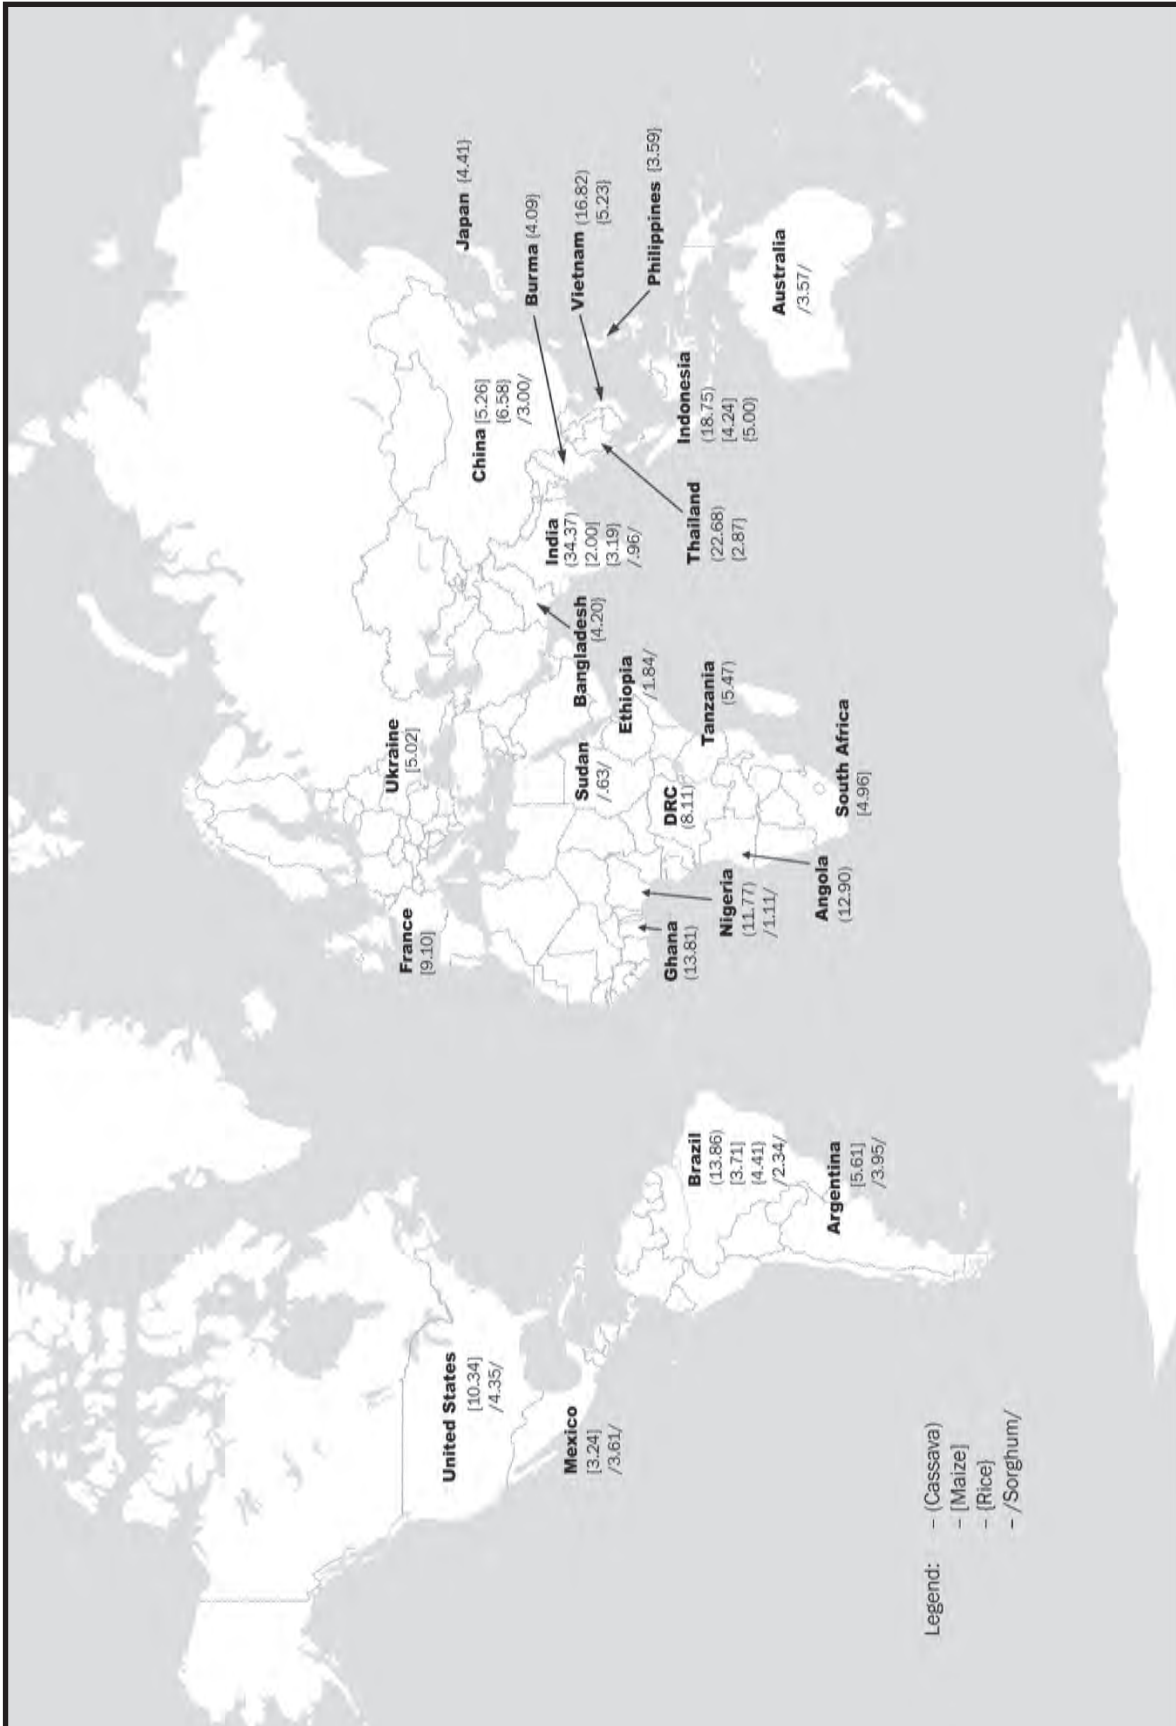 United States
[10.34]
/4.35/
Mexico
[3.24]
/3.61/
Brazil
(13.86)
[3.71]
{4.41}
/2.34/
Argentina
[5.61]
/3.95/
France
[9.10]
Ukraine
[5.02]
Ghana
(13.81)
Nigeria
(11.77)
/1.11/
Angola
(12.90)
Sudan
/.63/
DRC
(8.11)
South Africa
[4.96]
Ethiopia
/1.84/
Tanzania
(5.47)
Bangladesh
{4.20}
India
(34.37)
[2.00]
{3.19}
/.96/
China [5.26]
{6.58}
/3.00/
Thailand
(22.68)
{2.87}
Indonesia
(18.75)
[4.24]
{5.00}
Japan {4.41}
Burma {4.09}
Vietnam (16.82)
{5.23}
Philippines {3.59}
Australia
/3.57/
Legend: – (Cassava)
– [Maize]
– {Rice}
– /Sorghum/